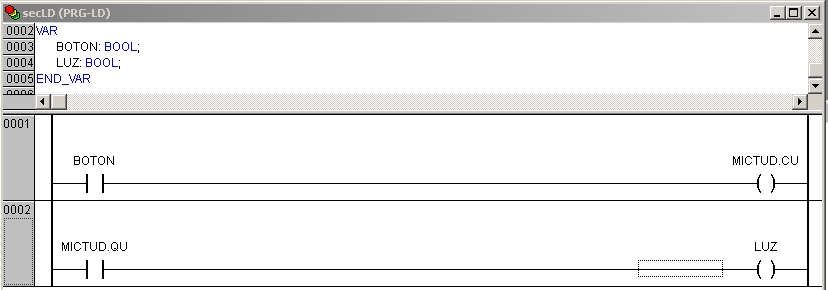 secLD (PRG-LD)
0002 VAR
0003 BOTON: BOOL;
0004 LUZ: BOOL;
0005 END_VAR
0006
0001
BOTON MICTUD.CU
0002
MICTUD.QU LUZ